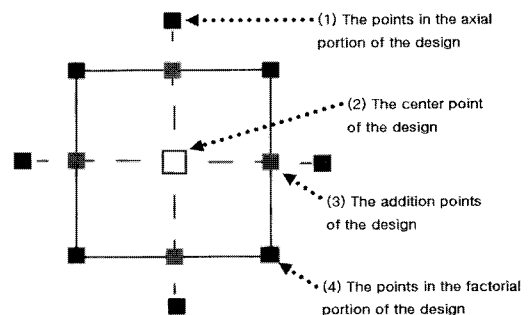 (1) The points in the axial
portion of the design
(2) The center point
of the design
(3) The addition points
of the design
(4) The points in the factorial
portion of the design